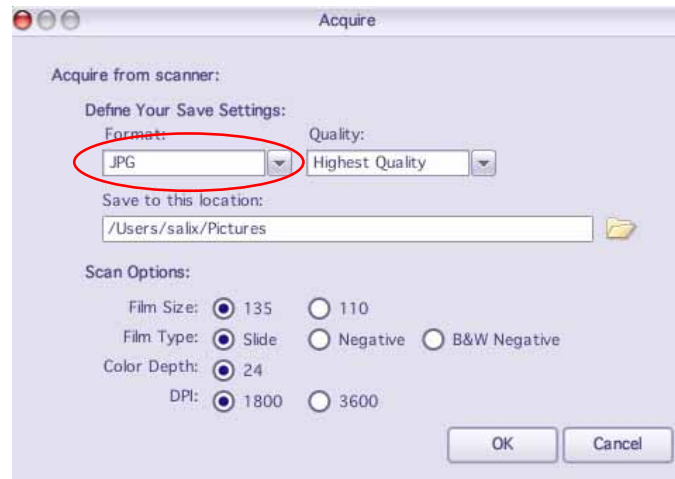 Acquire
Acquire from scanner:
Define Your Save Settings:
Format: Quality:
JPG Highest Quality
Save to this location:
/Users/salix/Pictures
Scan Options:
Film Size: 135 110
Film Type: Slide Negative B&W Negative
Color Depth: 24
DPI: 1800 3600
OK Cancel